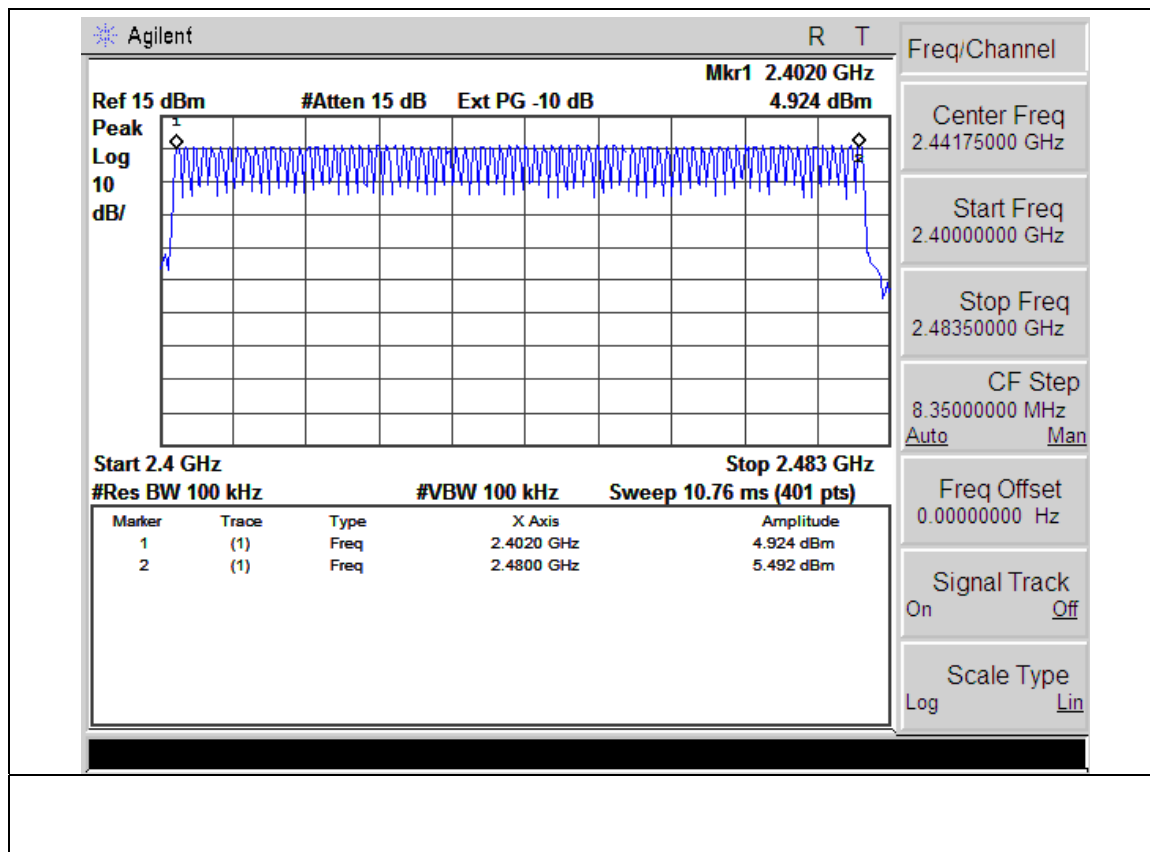 Agilent R T
Mkr1 2.4020 GHz
Ref 15 dBm #Atten 15 dB Ext PG -10 dB 4.924 dBm
Peak
Log
10
dB/
1
2
Start 2.4 GHz Stop 2.483 GHz
#Res BW 100 kHz #VBW 100 kHz Sweep 10.76 ms (401 pts)
Marker Trace Type X Axis Amplitude
1 (1) Freq 2.4020 GHz 4.924 dBm
2 (1) Freq 2.4800 GHz 5.492 dBm
Freq/Channel
Center Freq
2.44175000 GHz
Start Freq
2.40000000 GHz
Stop Freq
2.48350000 GHz
CF Step
8.35000000 MHz
Auto Man
Freq Offset
0.00000000 Hz
Signal Track
On Off
Scale Type
Log Lin